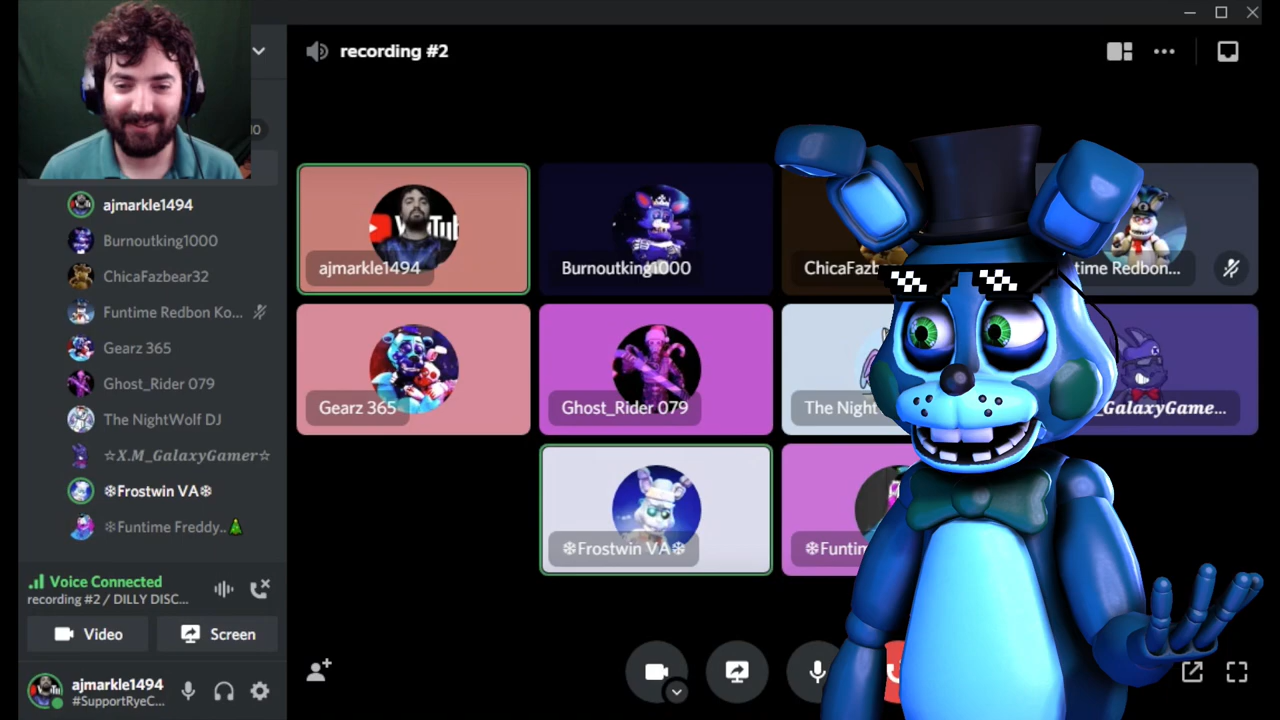 recording #2
ajmarkle1494
Burnoutking1000
ChicaFazbear32
Funtime Redbon Ko...
Gearz 365
Ghost_Rider 079
The NightWolf DJ
☆X.M_GalaxyGamer☆
❄Frostwin VA❄
❄Funtime Freddy..🎄
Voice Connected
recording #2 / DILLY DISC...
Video
Screen
ajmarkle1494
#SupportRyeC...
ajmarkle1494
Burnoutking1000
ChicaFazb
time Redbon...
Gearz 365
Ghost_Rider 079
The Night
_GalaxyGame...
❄Frostwin VA❄
❄Funtim